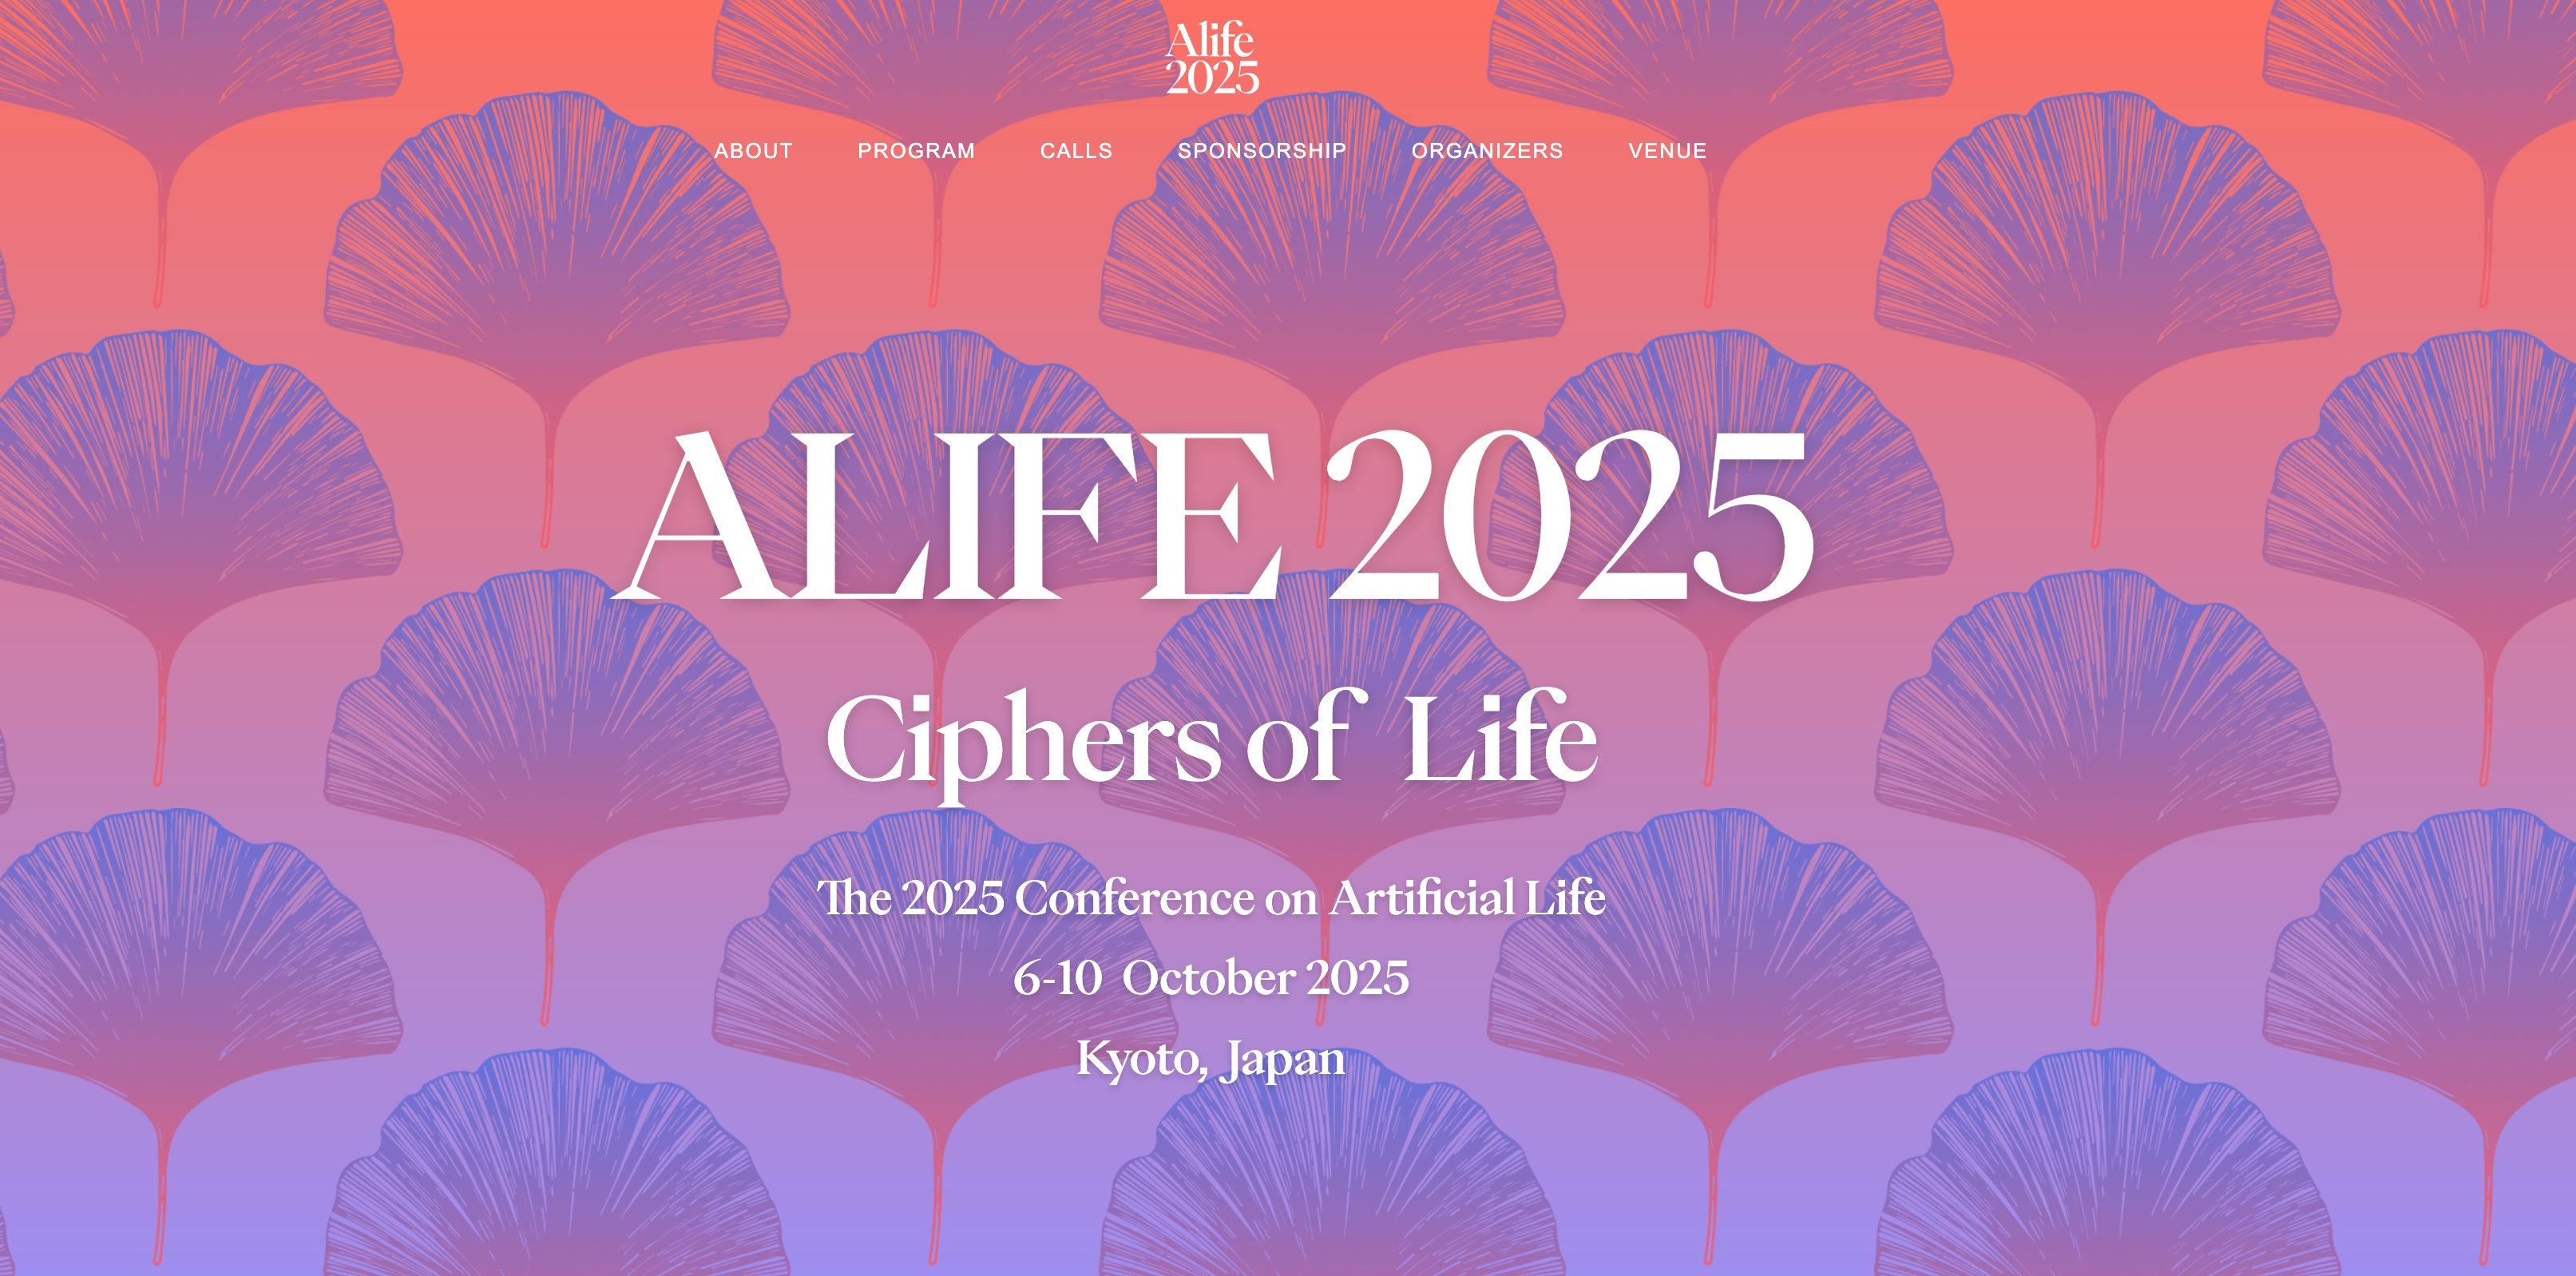 Alife
2025
ABOUT PROGRAM CALLS SPONSORSHIP ORGANIZERS VENUE
ALIFE 2025
Ciphers of Life
The 2025 Conference on Artificial Life
6-10 October 2025
Kyoto, Japan